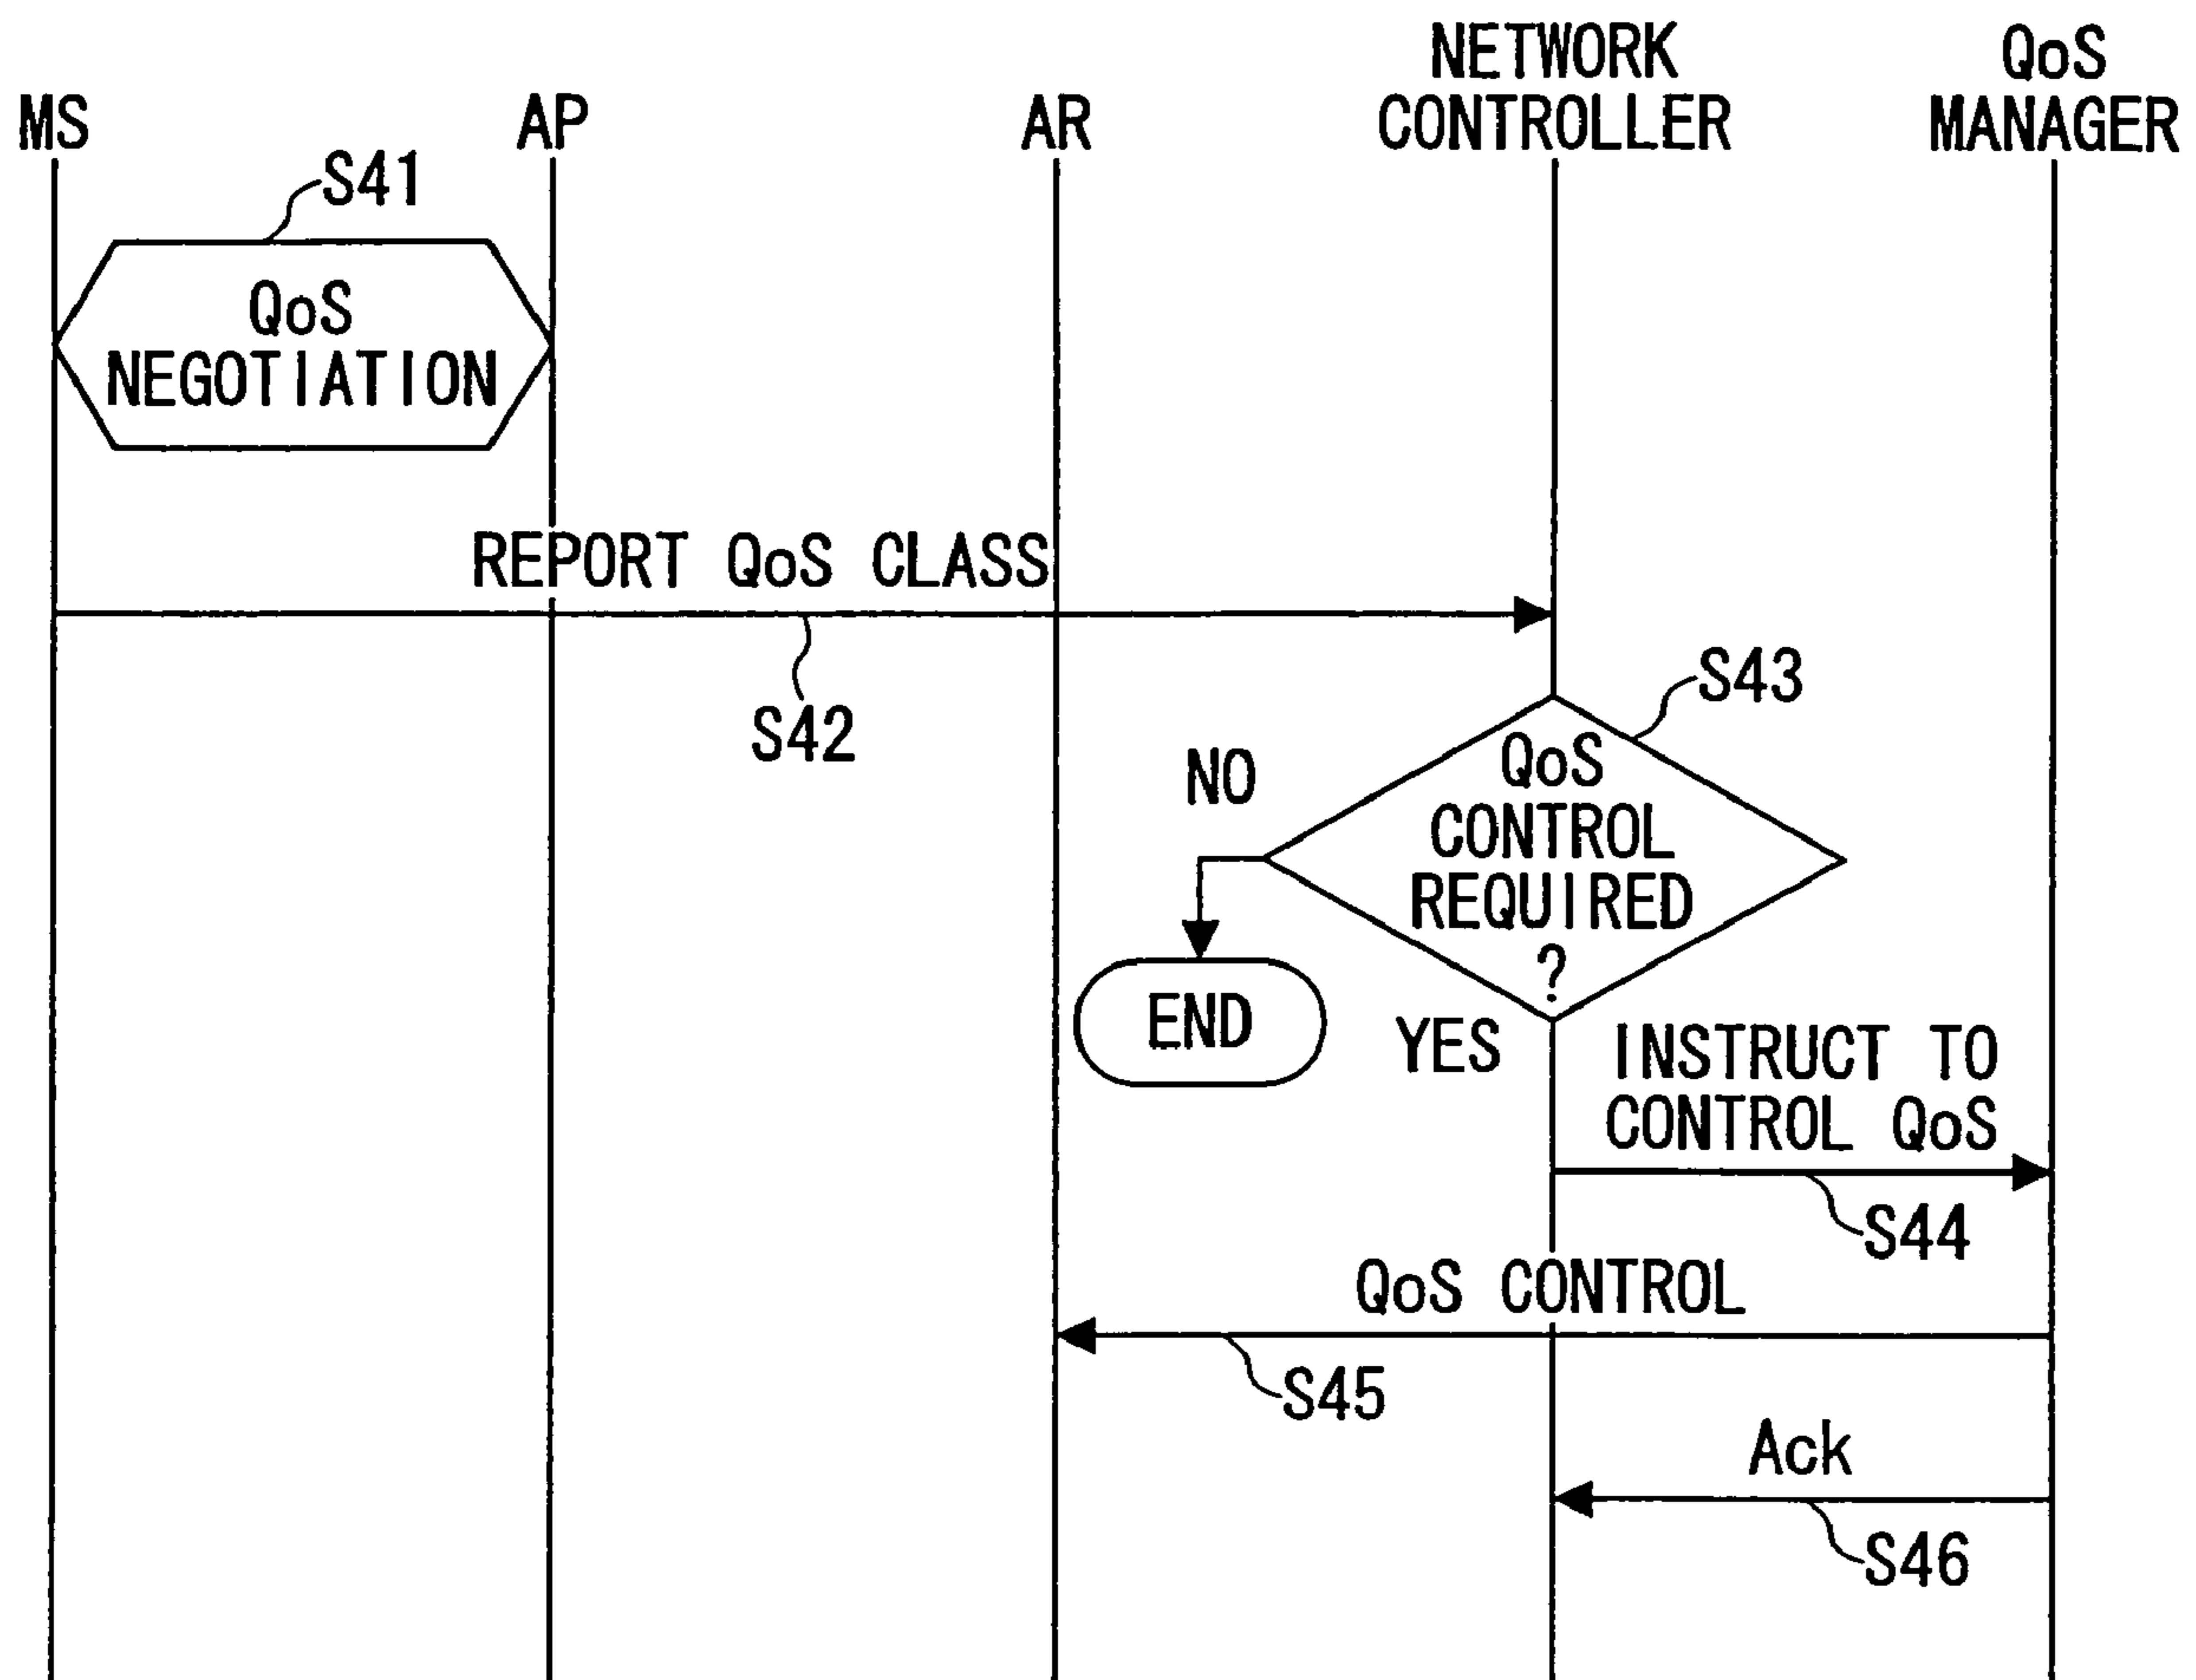 MS
AP
AR
NETWORK
CONTROLLER
QoS
MANAGER
S41
QoS
NEGOTIATION
REPORT QoS CLASS
S42
S43
QoS
CONTROL
REQUIRED
?
NO
END
YES
INSTRUCT TO
CONTROL QoS
S44
QoS CONTROL
S45
Ack
S46